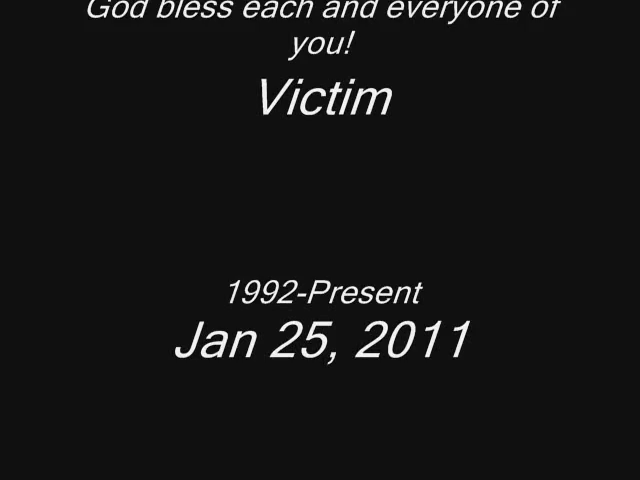 God bless each and everyone of
you!
Victim
1992-Present
Jan 25, 2011